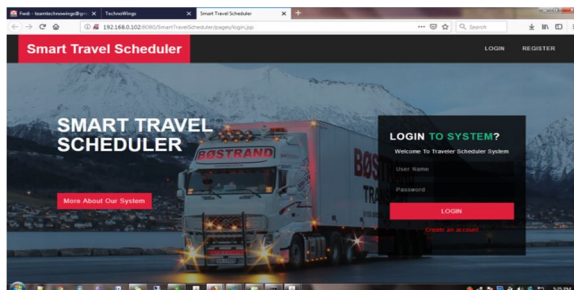 TechnoWings
Smart Travel Scheduler
192.168.0.102:8080/SmartTravelScheduler/pages/login.jsp
Search
Smart Travel Scheduler
LOGIN
REGISTER
SMART TRAVEL
SCHEDULER
More About Our System
BØSTRAND
LOGIN TO SYSTEM?
Welcome To Traveler Scheduler System
User Name
Password
LOGIN
Create an account